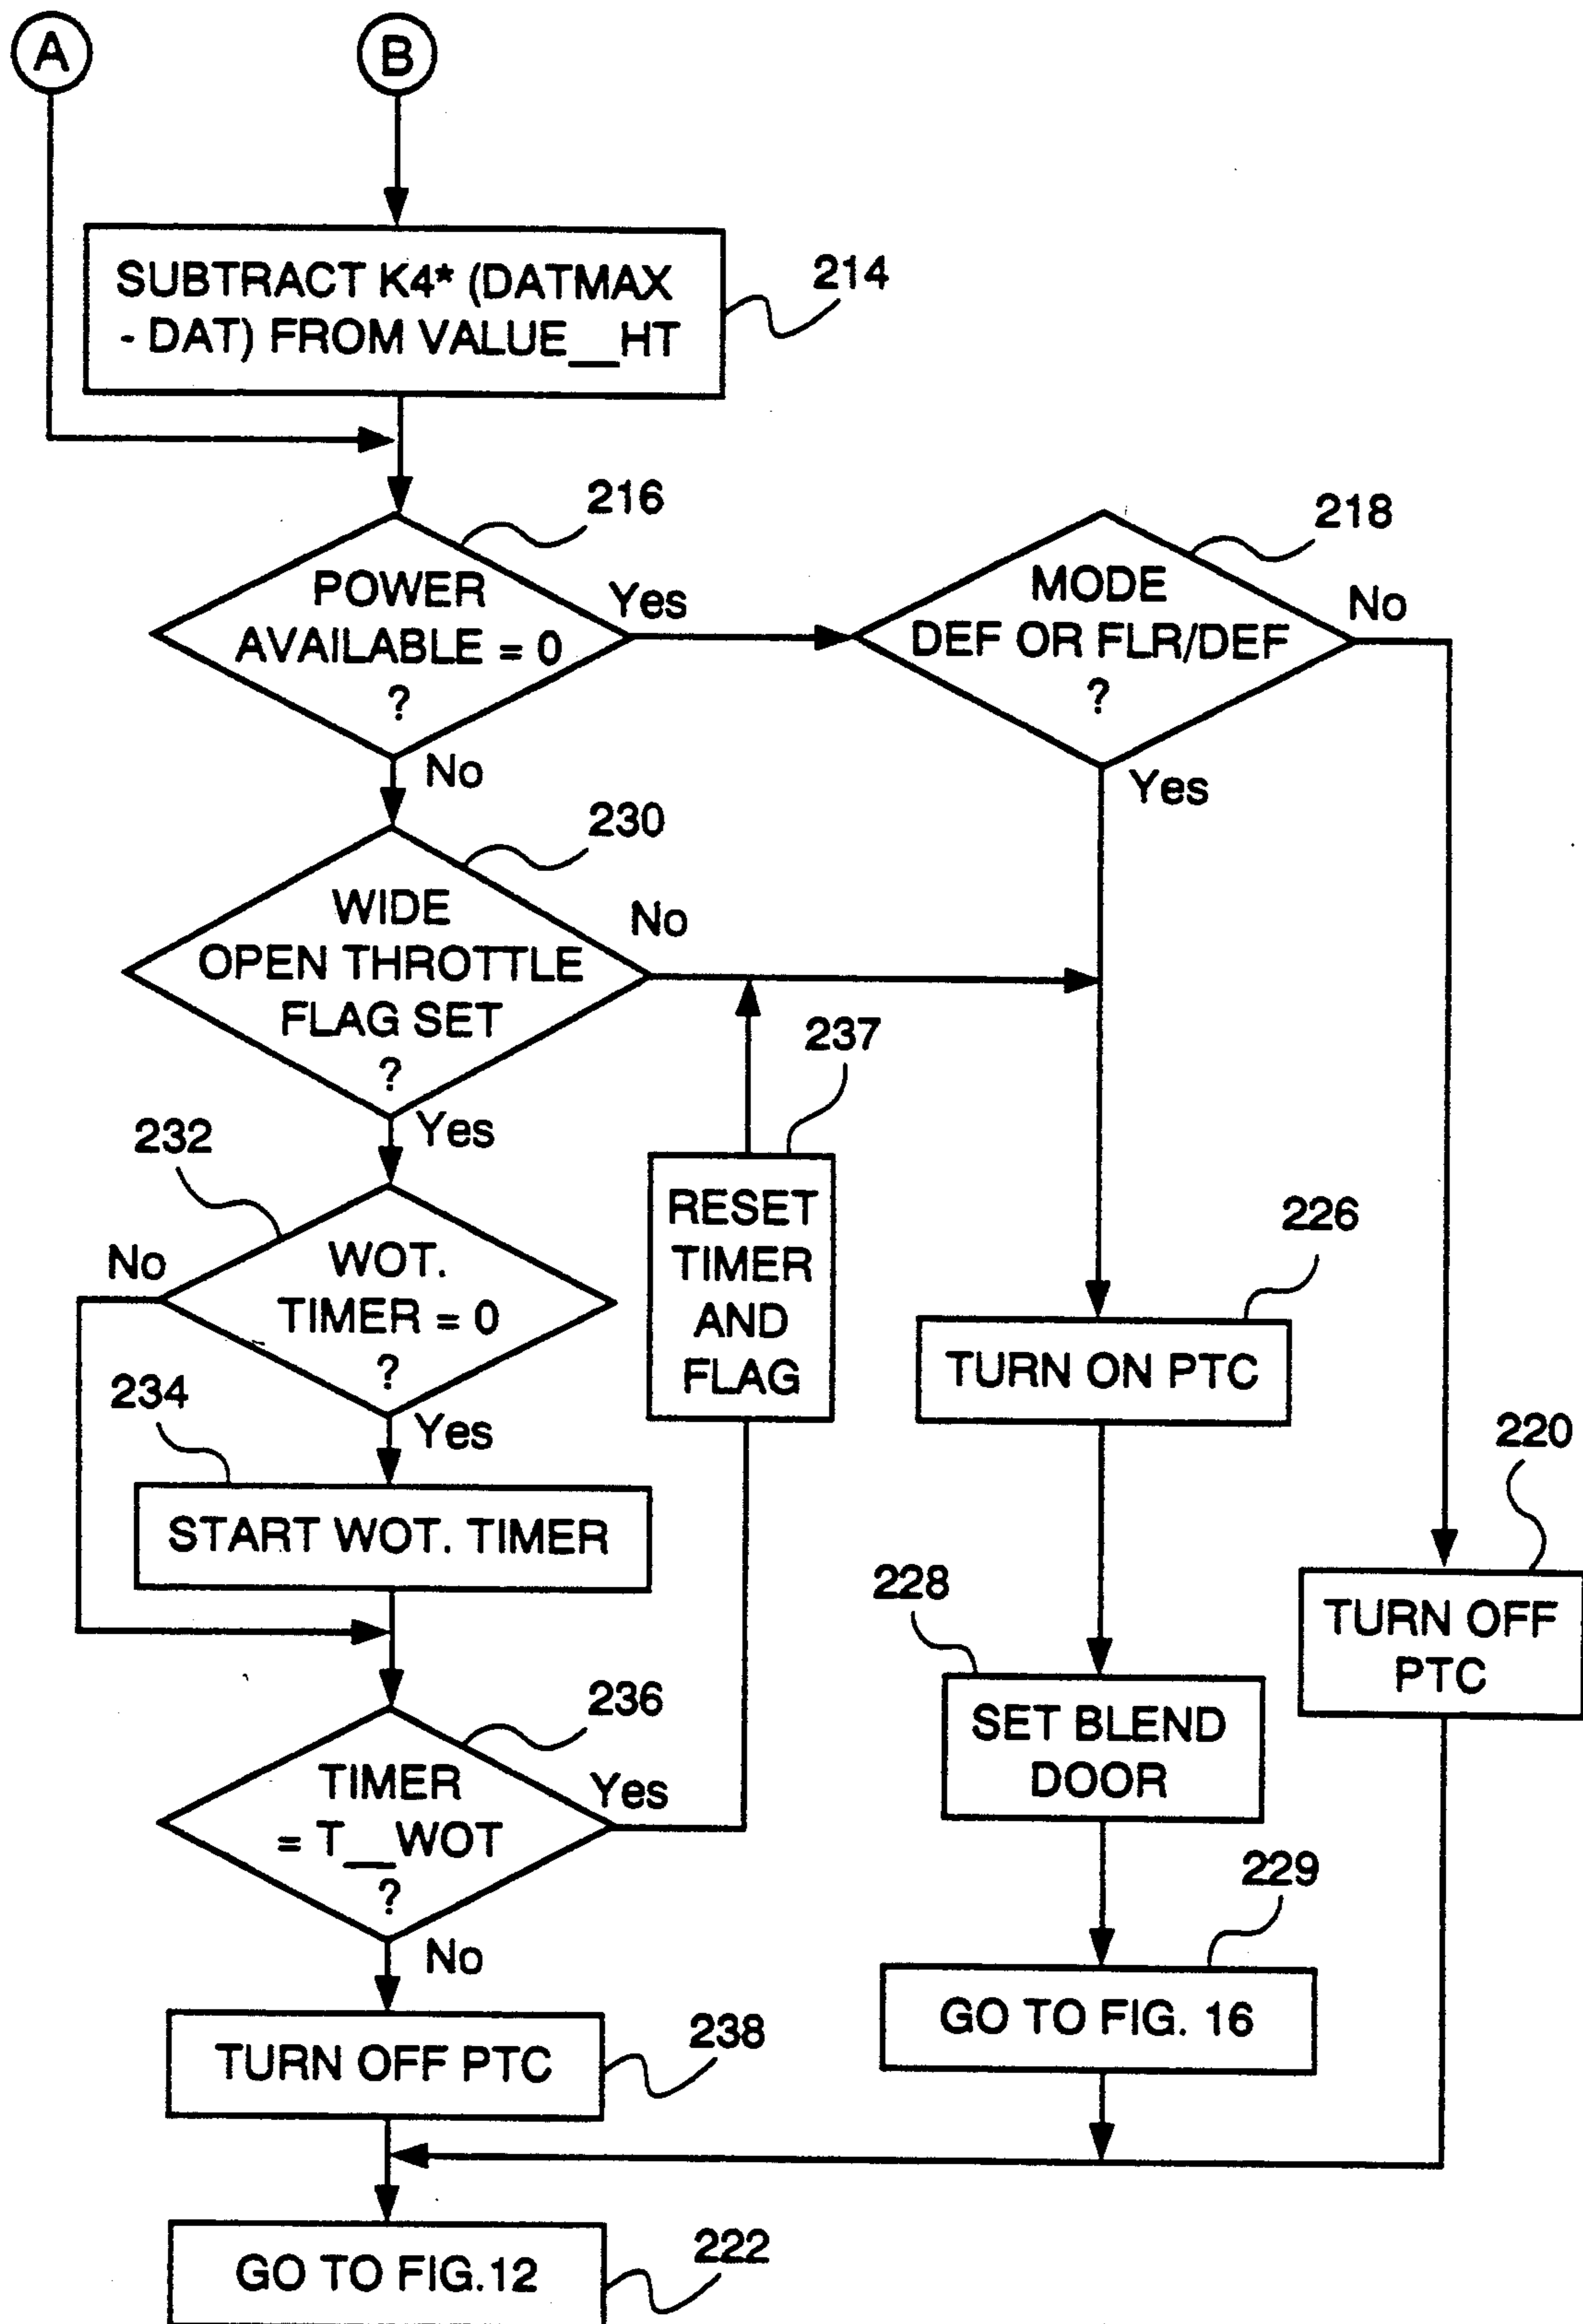 A
B
SUBTRACT K4* (DATMAX
- DAT) FROM VALUE__HT
214
216
POWER
AVAILABLE = 0
?
Yes
No
218
MODE
DEF OR FLR/DEF
?
No
Yes
230
WIDE
OPEN THROTTLE
FLAG SET
?
No
Yes
237
RESET
TIMER
AND
FLAG
232
WOT.
TIMER = 0
?
No
Yes
226
TURN ON PTC
234
START WOT. TIMER
220
TURN OFF
PTC
228
SET BLEND
DOOR
236
TIMER
= T__WOT
?
Yes
No
229
GO TO FIG. 16
238
TURN OFF PTC
222
GO TO FIG.12